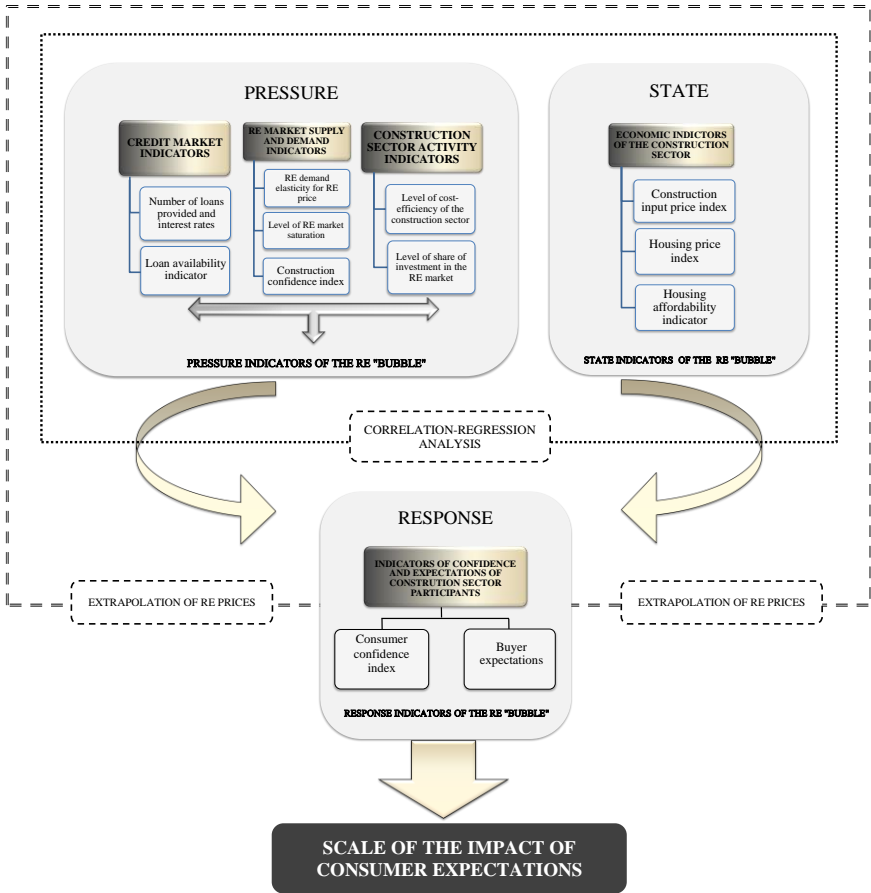 PRESSURE
CREDIT MARKET
INDICATORS
Number of loans
provided and
interest rates
Loan availability
indicator
RE MARKET SUPPLY
AND DEMAND
INDICATORS
RE demand
elasticity for RE
price
Level of RE market
saturation
Construction
confidence index
CONSTRUCTION
SECTOR ACTIVITY
INDICATORS
Level of cost-
efficiency of the
construction sector
Level of share of
investment in the
RE market
PRESSURE INDICATORS OF THE RE "BUBBLE"
STATE
ECONOMIC INDICTORS
OF THE CONSTRUCTION
SECTOR
Construction
input price index
Housing price
index
Housing
affordability
indicator
STATE INDICATORS OF THE RE "BUBBLE"
CORRELATION-REGRESSION
ANALYSIS
RESPONSE
INDICATORS OF CONFIDENCE
AND EXPECTATIONS OF
CONSTRUTION SECTOR
PARTICIPANTS
Consumer
confidence
index
Buyer
expectations
RESPONSE INDICATORS OF THE RE "BUBBLE"
EXTRAPOLATION OF RE PRICES
EXTRAPOLATION OF RE PRICES
SCALE OF THE IMPACT OF
CONSUMER EXPECTATIONS